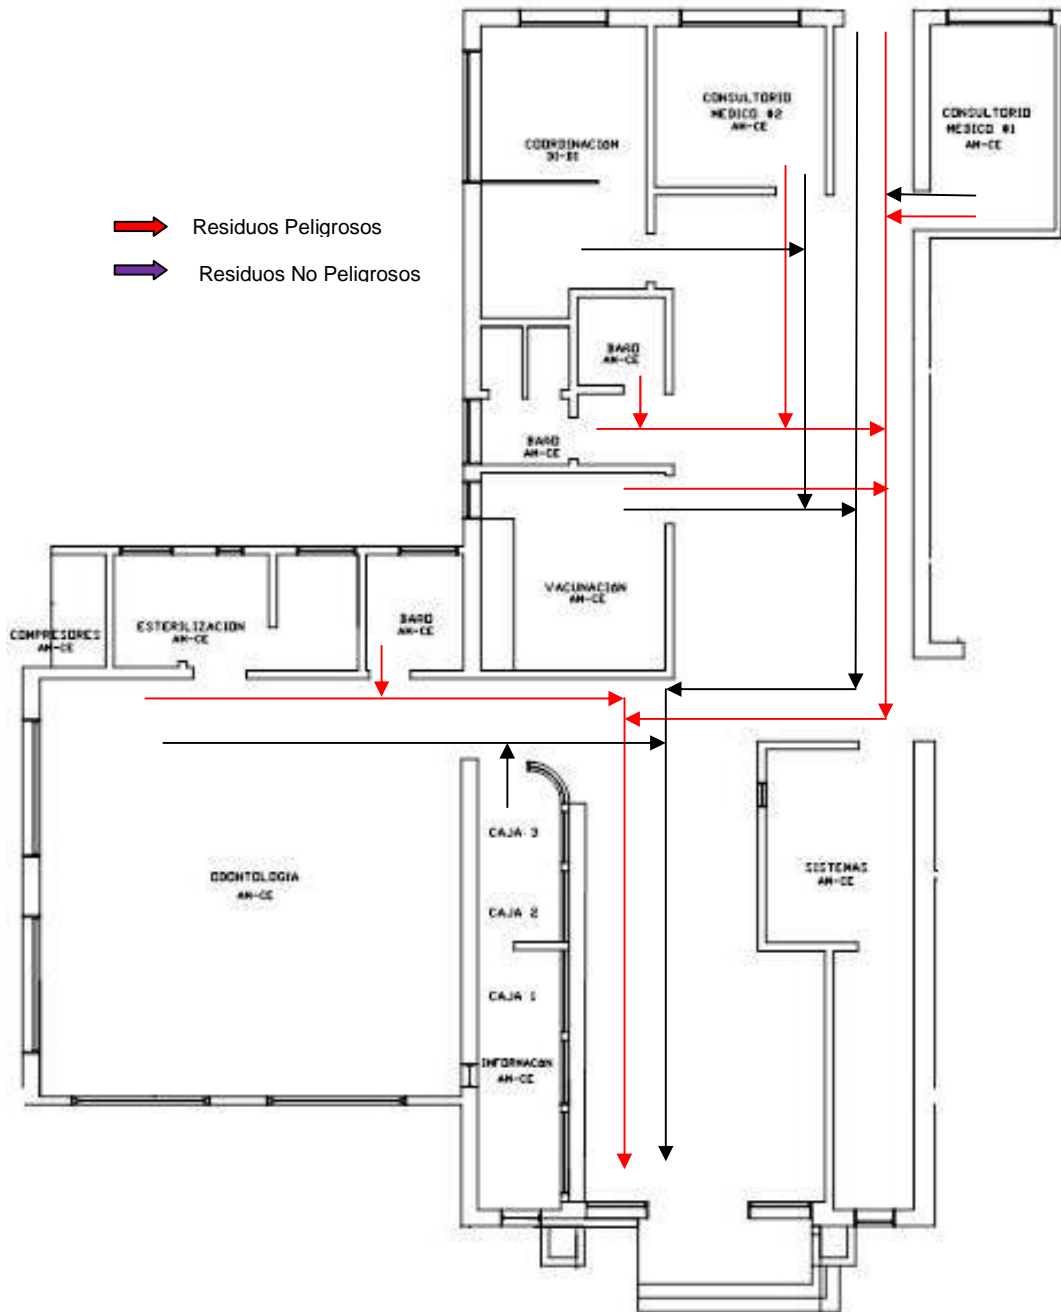 CONSULTORIO
MEDICO #2
AM-CE
CONSULTORIO
MEDICO #1
AM-CE
COORDINACION
DI-DI
Residuos Peligrosos
Residuos No Peligrosos
BAÑO
AM-CE
BAÑO
AM-CE
VACUNACION
AM-CE
ESTERILIZACION
AM-CE
BAÑO
AM-CE
COMPRESORES
AM-CE
CAJA 3
ODONTOLOGIA
AM-CE
SISTEMAS
AM-CE
CAJA 2
CAJA 1
INFORMACION
AM-CE